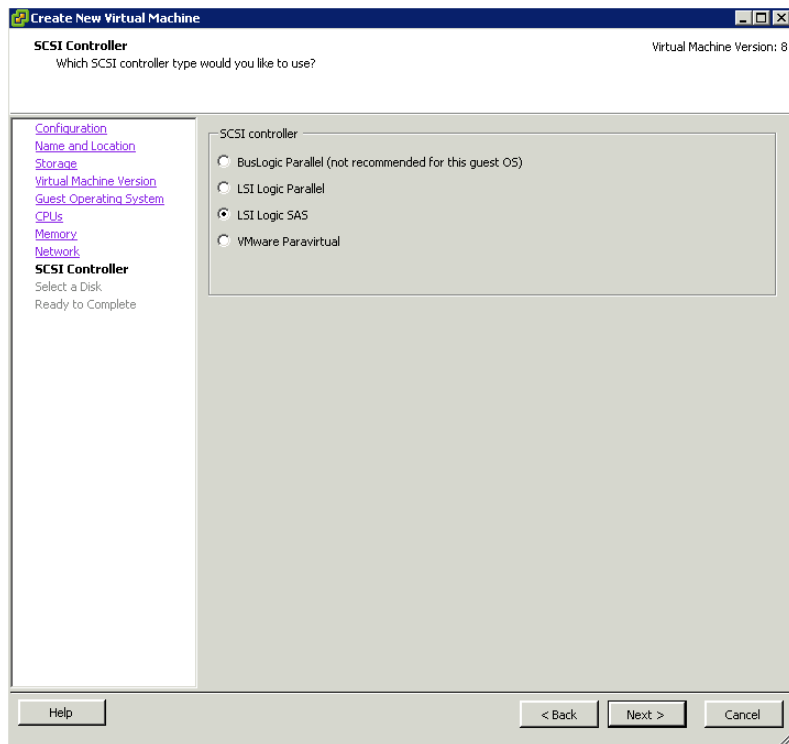 Create New Virtual Machine
SCSI Controller
Virtual Machine Version: 8
Which SCSI controller type would you like to use?
Configuration
Name and Location
Storage
Virtual Machine Version
Guest Operating System
CPUs
Memory
Network
SCSI Controller
Select a Disk
Ready to Complete
SCSI controller
BusLogic Parallel (not recommended for this guest OS)
LSI Logic Parallel
LSI Logic SAS
VMware Paravirtual
Help
< Back
Next >
Cancel